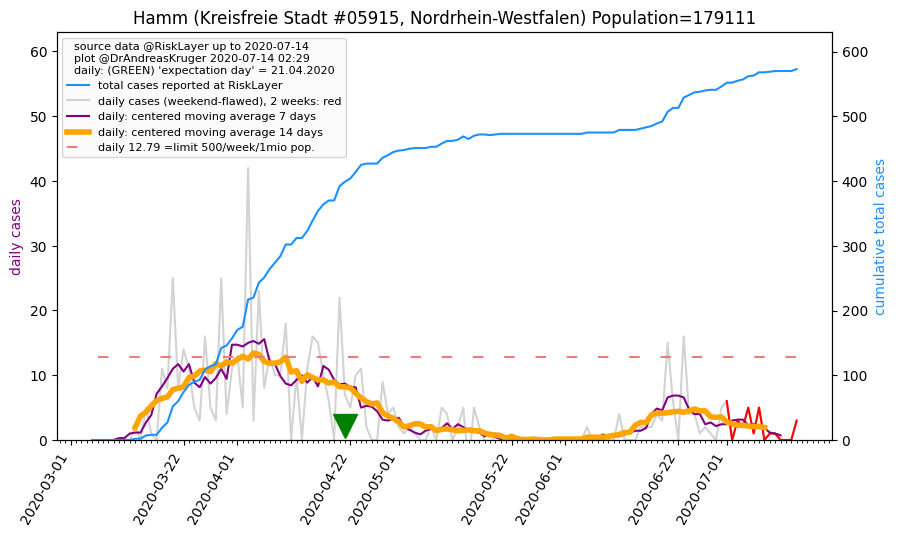 Hamm (Kreisfreie Stadt #05915, Nordrhein-Westfalen) Population=179111
source data @RiskLayer up to 2020-07-14
plot @DrAndreasKruger 2020-07-14 02:29
daily: (GREEN) 'expectation day' = 21.04.2020
total cases reported at RiskLayer
daily cases (weekend-flawed), 2 weeks: red
daily: centered moving average 7 days
daily: centered moving average 14 days
daily 12.79 =limit 500/week/1mio pop.
daily cases
60
50
40
30
20
10
0
cumulative total cases
600
500
400
300
200
100
0
2020-03-01
2020-03-22
2020-04-01
2020-04-22
2020-05-01
2020-05-22
2020-06-01
2020-06-22
2020-07-01